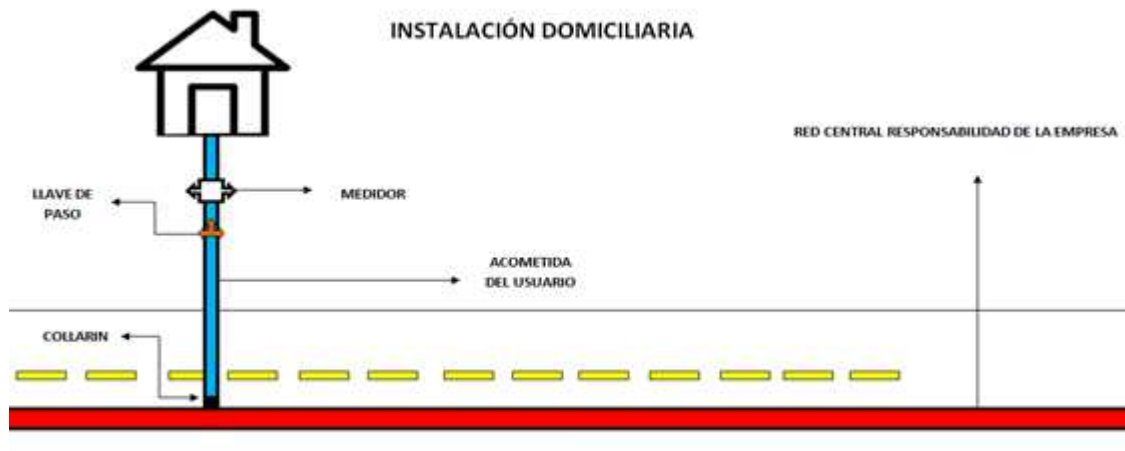 INSTALACIÓN DOMICILIARIA
RED CENTRAL RESPONSABILIDAD DE LA EMPRESA
LLAVE DE
PASO
MEDIDOR
ACOMETIDA
DEL USUARIO
COLLARIN